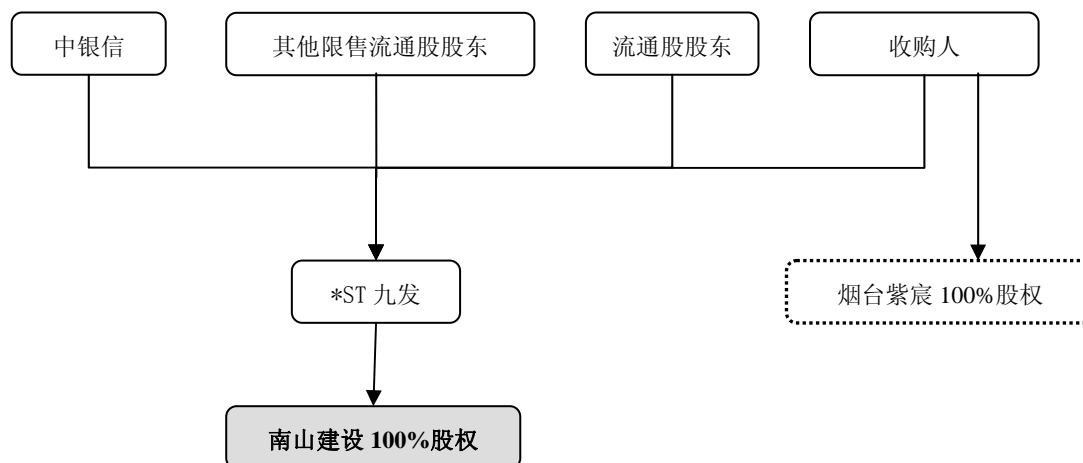 中银信
其他限售流通股股东
流通股股东
收购人
*ST 九发
烟台紫宸 100%股权
南山建设 100%股权